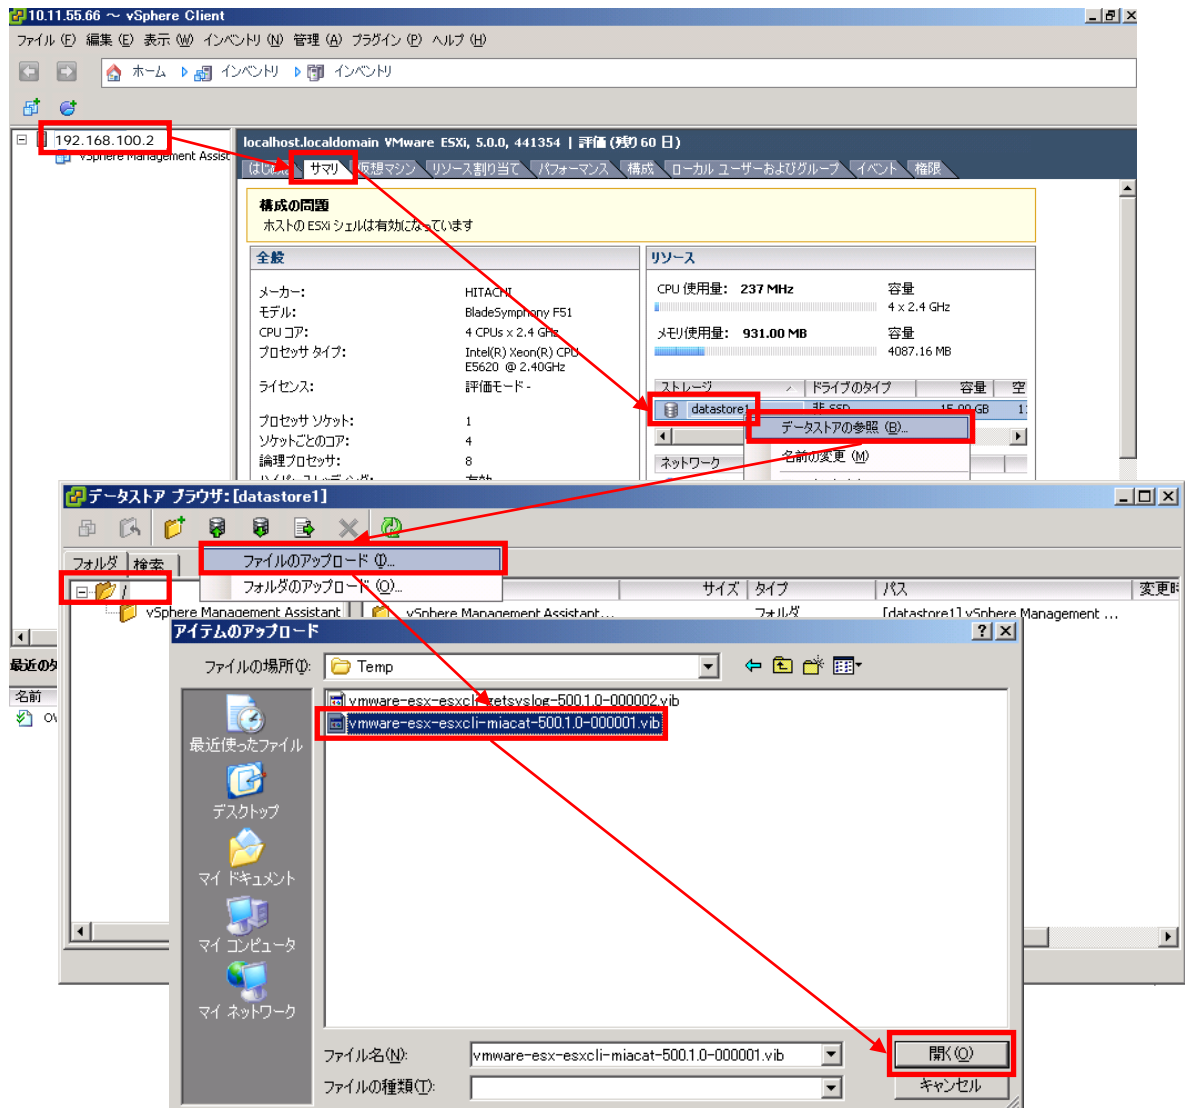 10.11.55.66 ~ vSphere Client
ファイル (F) 編集 (E) 表示 (W) インベントリ (N) 管理 (A) プラグイン (P) ヘルプ (H)
ホーム インベントリ インベントリ
192.168.100.2
vSphere Management Assist
localhost.localdomain VMware ESXi, 5.0.0, 441354 | 評価 (残り 60 日)
サマリ 仮想マシン リソース割り当て パフォーマンス 構成 ローカル ユーザーおよびグループ イベント 権限
構成の問題
ホストの ESXi シェルは有効になっています
全般
メーカー: HITACHI
モデル: BladeSymphony F51
CPU コア: 4 CPUs x 2.4 GHz
プロセッサ タイプ: Intel(R) Xeon(R) CPU
E5620 @ 2.40GHz
ライセンス: 評価モード -
プロセッサ ソケット: 1
ソケットごとのコア: 4
論理プロセッサ: 8
リソース
CPU 使用量: 237 MHz 容量
4 x 2.4 GHz
メモリ使用量: 931.00 MB 容量
4087.16 MB
ストレージ ドライブのタイプ 容量 空
datastore1 非 SSD 15.00 GB 1
データストアの参照 (B)...
ネットワーク 名前の変更 (M)
データストア ブラウザ: [datastore1]
フォルダ 検索
ファイルのアップロード (I)...
フォルダのアップロード (O)...
/
サイズ タイプ パス 変更時
vSphere Management Assistant vSphere Management Assistant... フォルダ [datastore1] vSphere Management ...
最近のタ
名前
アイテムのアップロード
ファイルの場所(I): Temp
vmware-esx-esxcli-getsyslog-500.1.0-000002.vib
vmware-esx-esxcli-miacat-500.1.0-000001.vib
最近使ったファイル
デスクトップ
マイ ドキュメント
マイ コンピュータ
マイ ネットワーク
ファイル名(N): vmware-esx-esxcli-miacat-500.1.0-000001.vib 開く(O)
ファイルの種類(T): キャンセル